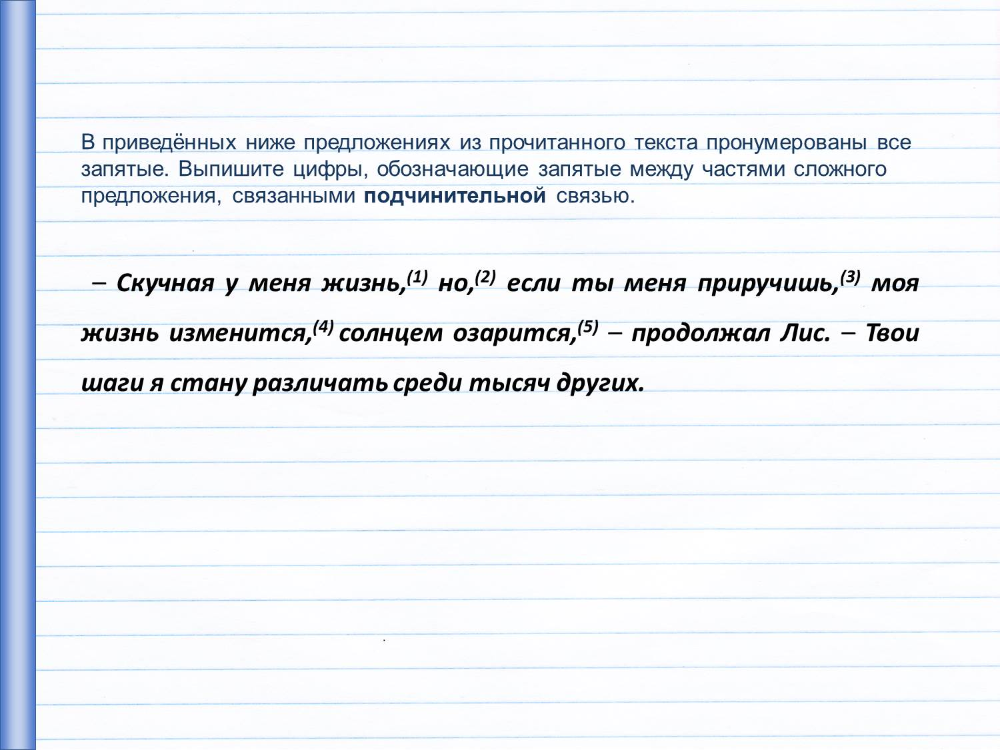 В приведённых ниже предложениях из прочитанного текста пронумерованы все
запятые. Выпишите цифры, обозначающие запятые между частями сложного
предложения, связанными подчинительной связью.
– Скучная у меня жизнь,(1) но,(2) если ты меня приручишь,(3) моя
жизнь изменится,(4) солнцем озарится,(5) – продолжал Лис. – Твои
шаги я стану различать среди тысяч других.